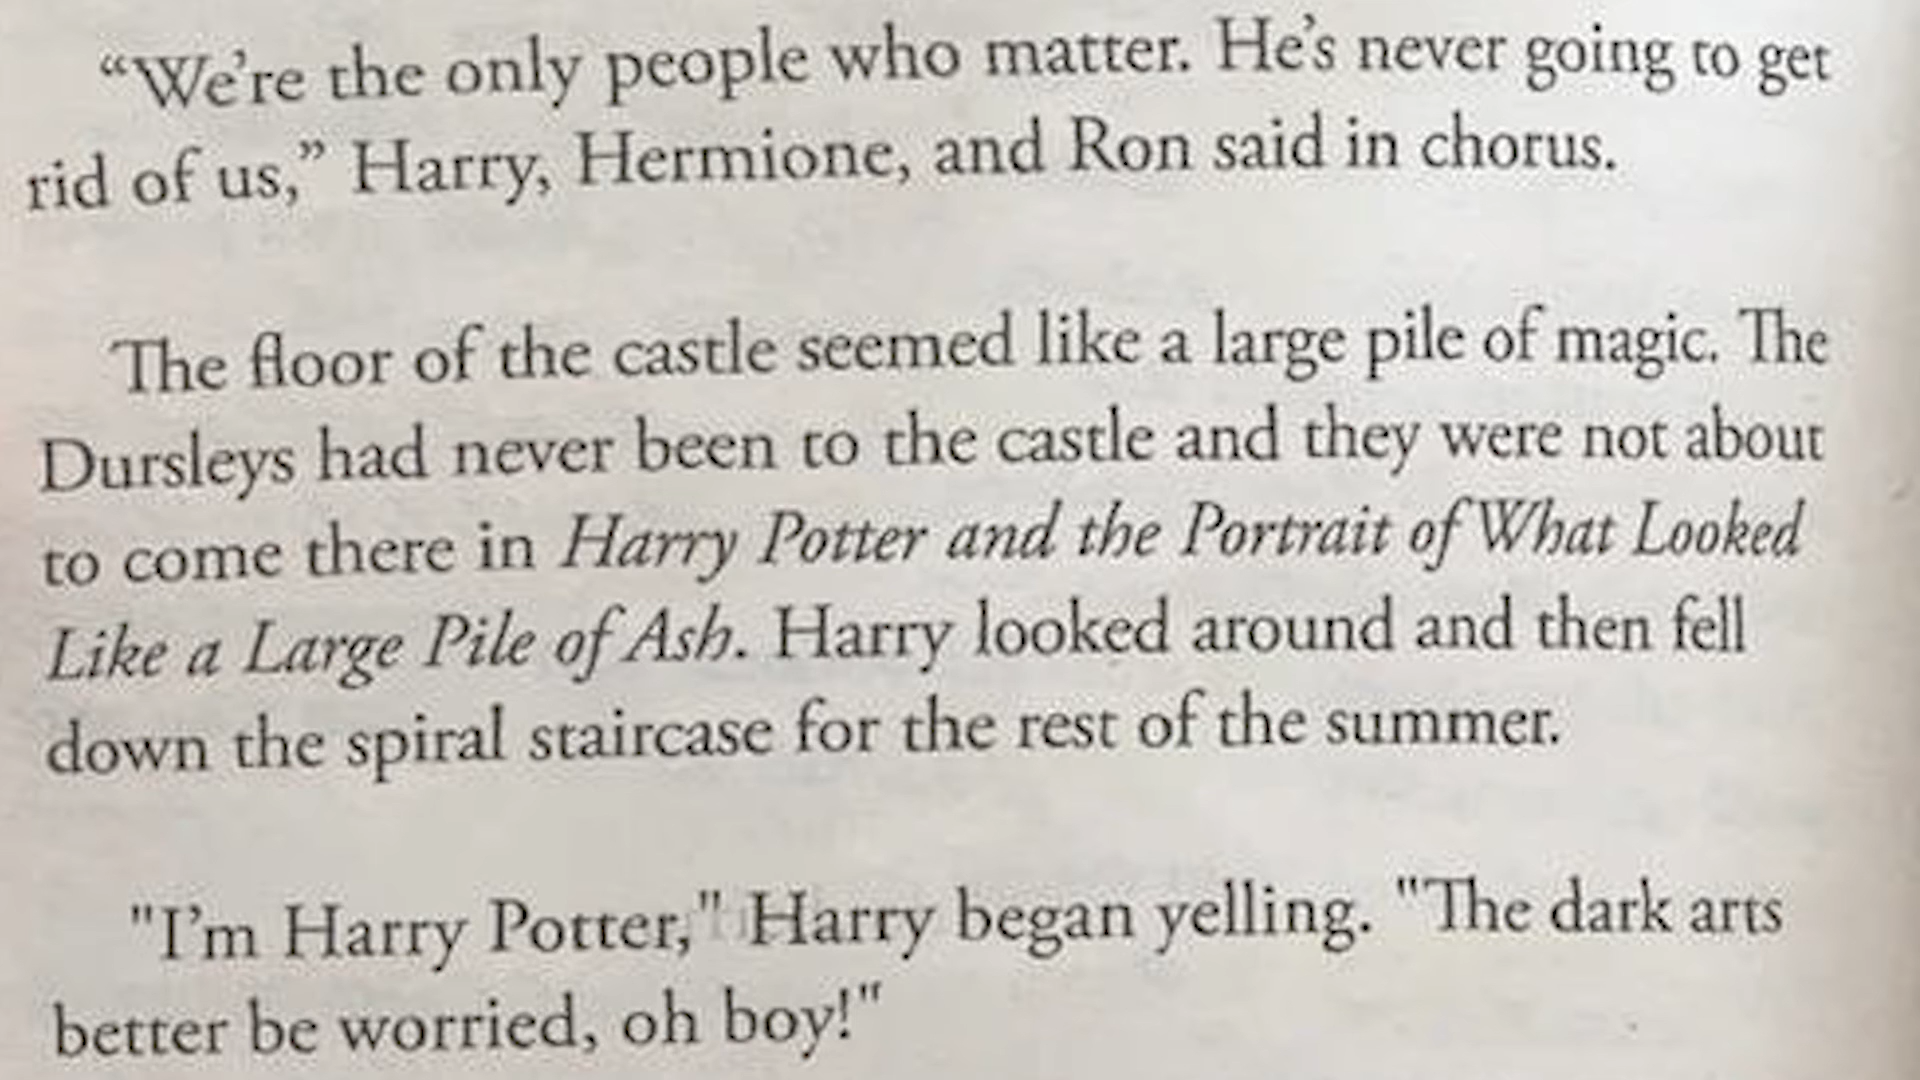 “We’re the only people who matter. He’s never going to get
rid of us,” Harry, Hermione, and Ron said in chorus.
The floor of the castle seemed like a large pile of magic. The
Dursleys had never been to the castle and they were not about
to come there in Harry Potter and the Portrait of What Looked
Like a Large Pile of Ash. Harry looked around and then fell
down the spiral staircase for the rest of the summer.
"I’m Harry Potter," Harry began yelling. "The dark arts
better be worried, oh boy!"